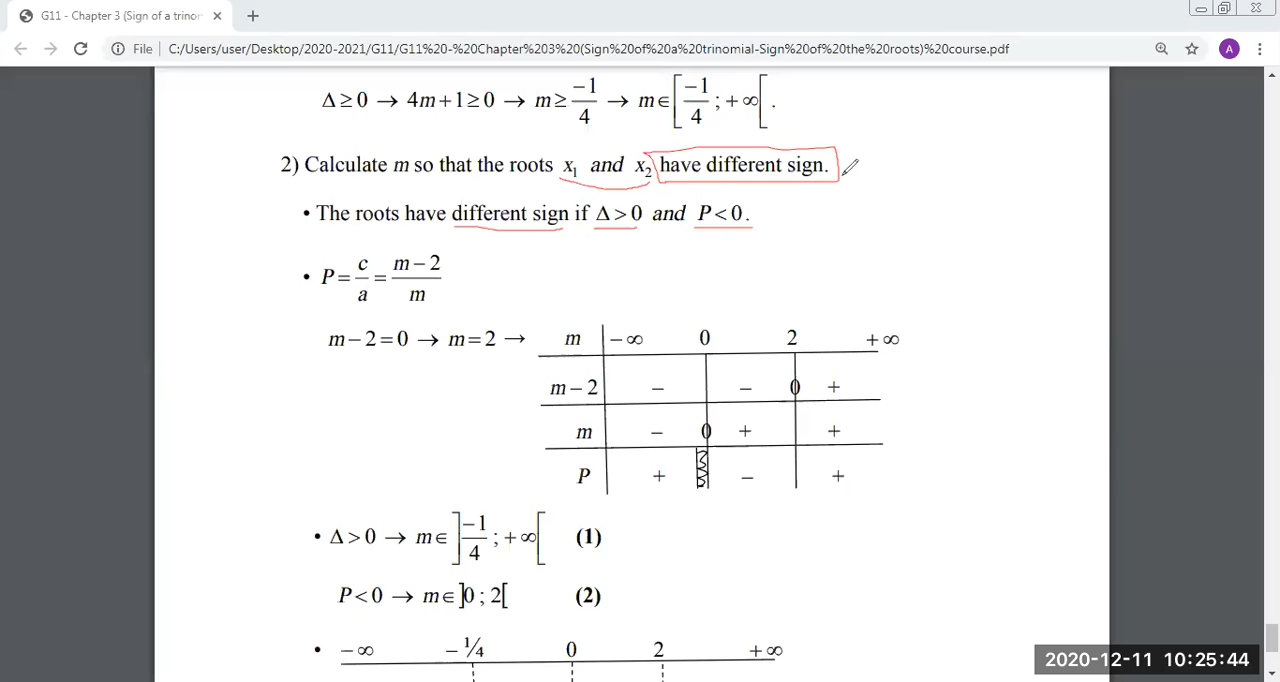 G11 - Chapter 3 (Sign of a trinor
File | C:/Users/user/Desktop/2020-2021/G11/G11%20-%20Chapter%203%20(Sign%20of%20a%20trinomial-Sign%20of%20the%20roots)%20course.pdf
A
Δ ≥ 0 → 4m+1 ≥ 0 → m ≥ -1/4 → m ∈ [-1/4 ; +∞[ .
2) Calculate m so that the roots x₁ and x₂ have different sign.
• The roots have different sign if Δ > 0 and P < 0.
• P = c/a = m-2/m
m-2=0 → m=2 →
m -∞ 0 2 +∞
m-2 - - 0 +
m - 0 + +
P + - +
• Δ > 0 → m ∈ ]-1/4 ; +∞[ (1)
P < 0 → m ∈ ]0 ; 2[ (2)
• -∞ -1/4 0 2 +∞
2020-12-11 10:25:44